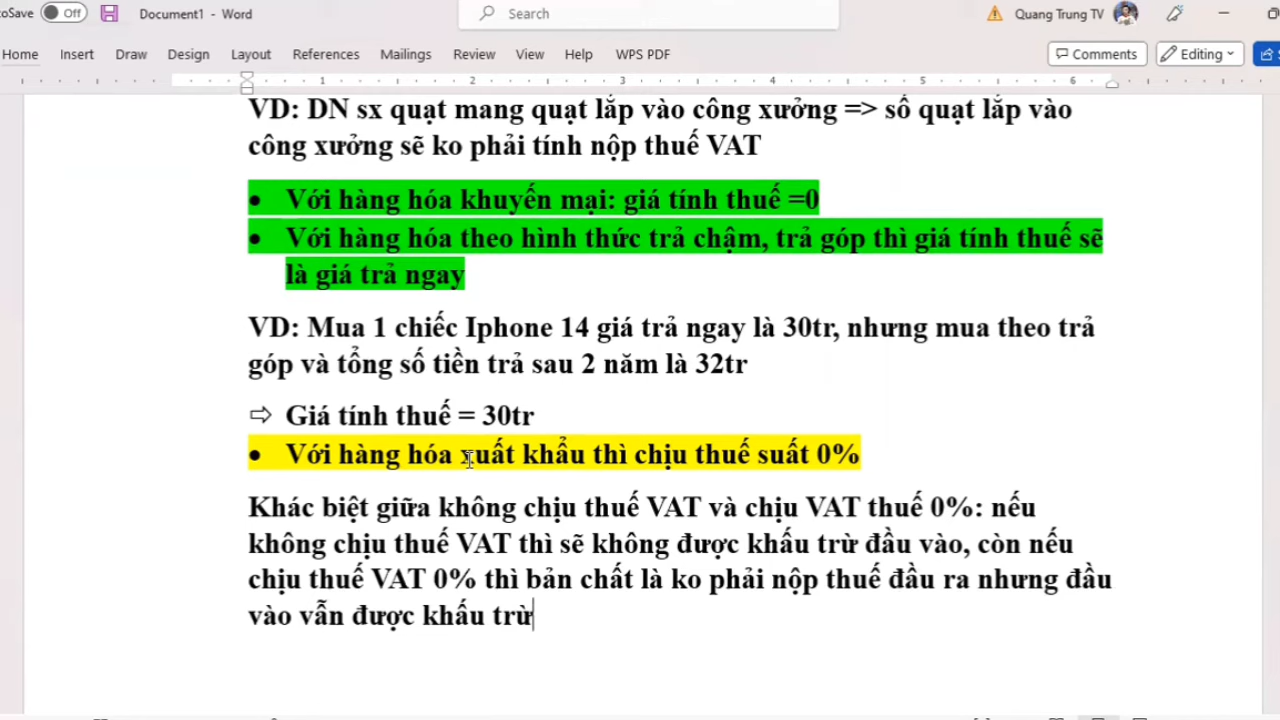 oSave Off Document1 - Word Search Quang Trung TV
Home Insert Draw Design Layout References Mailings Review View Help WPS PDF Comments Editing
1 2 3 4 5 6
VD: DN sx quạt mang quạt lắp vào công xưởng => số quạt lắp vào
công xưởng sẽ ko phải tính nộp thuế VAT
• Với hàng hóa khuyến mại: giá tính thuế =0
• Với hàng hóa theo hình thức trả chậm, trả góp thì giá tính thuế sẽ
là giá trả ngay
VD: Mua 1 chiếc Iphone 14 giá trả ngay là 30tr, nhưng mua theo trả
góp và tổng số tiền trả sau 2 năm là 32tr
⇨ Giá tính thuế = 30tr
• Với hàng hóa xuất khẩu thì chịu thuế suất 0%
Khác biệt giữa không chịu thuế VAT và chịu VAT thuế 0%: nếu
không chịu thuế VAT thì sẽ không được khấu trừ đầu vào, còn nếu
chịu thuế VAT 0% thì bản chất là ko phải nộp thuế đầu ra nhưng đầu
vào vẫn được khấu trừ